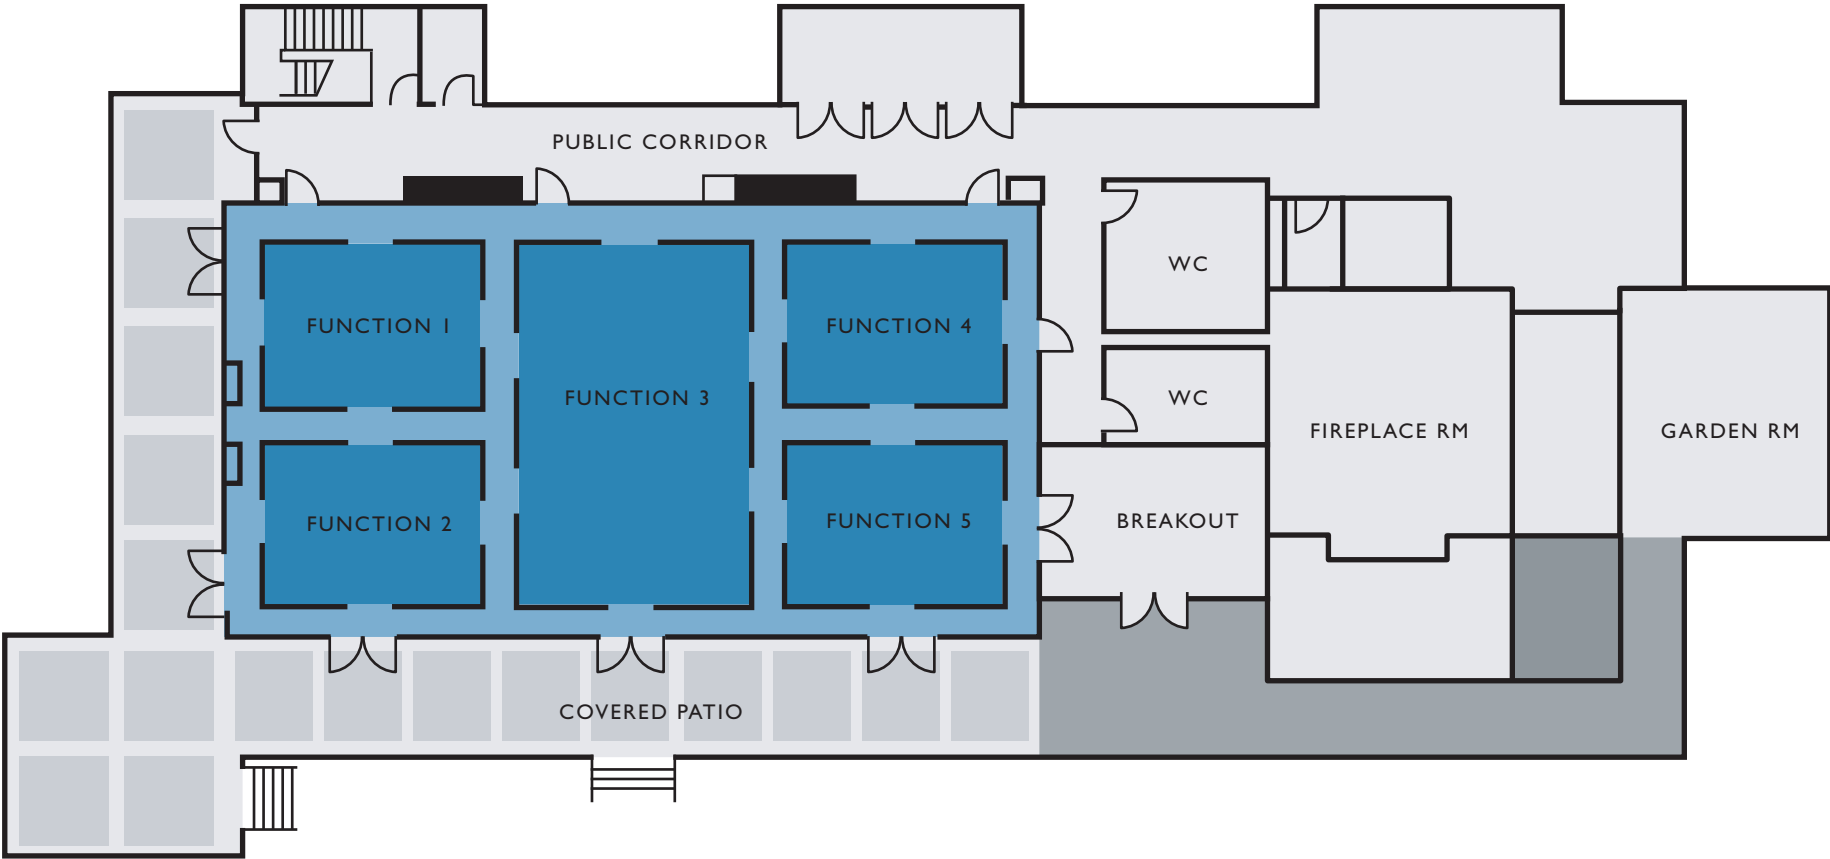 PUBLIC CORRIDOR
WC
FUNCTION 1
FUNCTION 4
FUNCTION 3
WC
FIREPLACE RM
GARDEN RM
FUNCTION 2
FUNCTION 5
BREAKOUT
COVERED PATIO